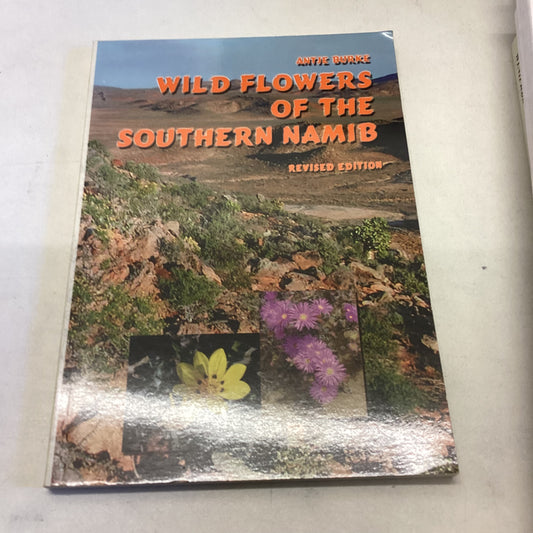 ANTJE BURKE
WILD FLOWERS
OF THE
SOUTHERN NAMIB
REVISED EDITION